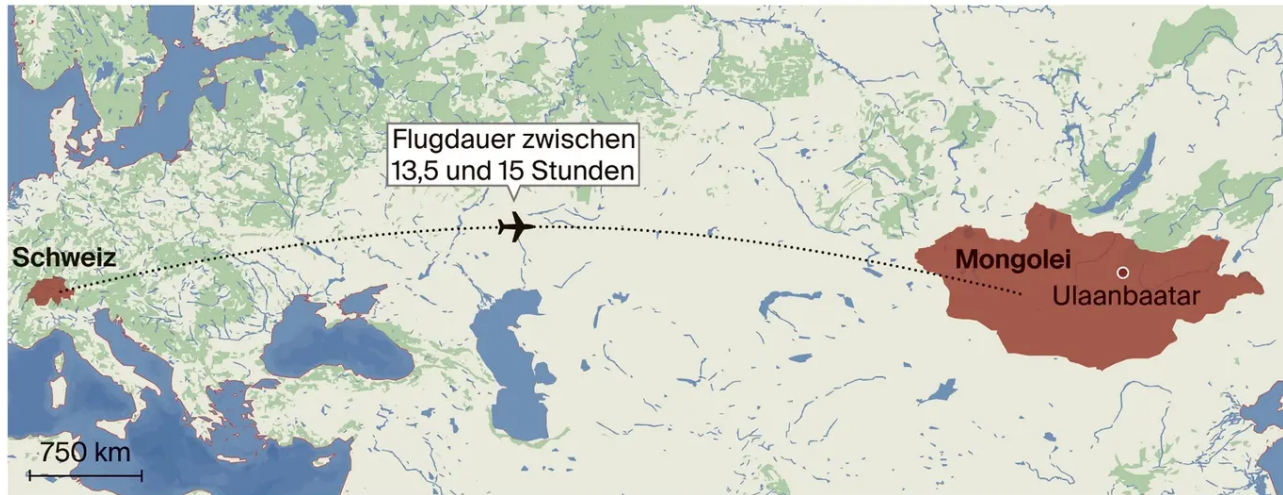 Flugdauer zwischen
13,5 und 15 Stunden
Schweiz
Mongolei
Ulaanbaatar
750 km